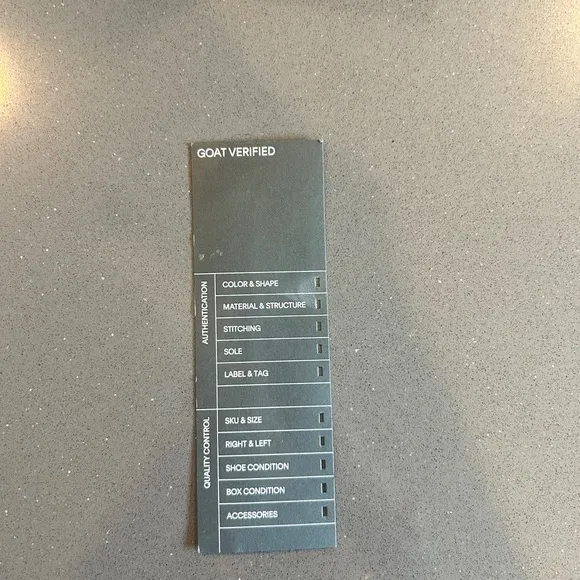 GOAT VERIFIED
AUTHENTICATION
COLOR & SHAPE
MATERIAL & STRUCTURE
STITCHING
SOLE
LABEL & TAG
QUALITY CONTROL
SKU & SIZE
RIGHT & LEFT
SHOE CONDITION
BOX CONDITION
ACCESSORIES